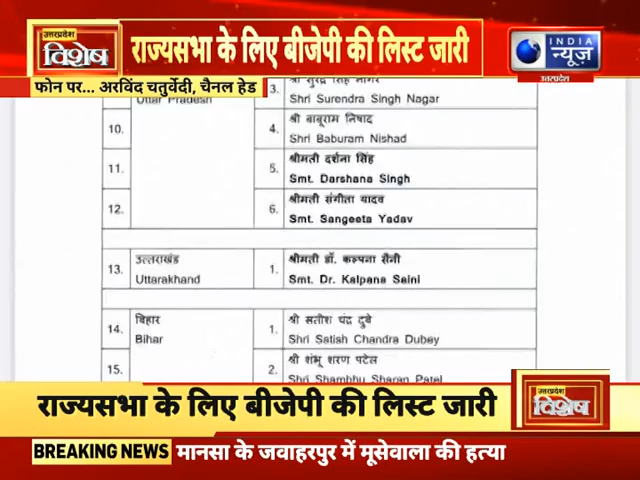 उत्तरप्रदेश
विशेष
राज्यसभा के लिए बीजेपी की लिस्ट जारी
INDIA
न्यूज़
उत्तरप्रदेश
फोन पर... अरविंद चतुर्वेदी, चैनल हेड
Uttar Pradesh
3.
श्री सुरेंद्र सिंह नागर
Shri Surendra Singh Nagar
10.
4.
श्री बाबूराम निषाद
Shri Baburam Nishad
11.
5.
श्रीमती दर्शना सिंह
Smt. Darshana Singh
12.
6.
श्रीमती संगीता यादव
Smt. Sangeeta Yadav
13.
उत्तराखंड
Uttarakhand
1.
श्रीमती डॉ. कल्पना सैनी
Smt. Dr. Kalpana Saini
14.
बिहार
Bihar
1.
श्री सतीश चंद्र दुबे
Shri Satish Chandra Dubey
15.
2.
श्री शंभू शरण पटेल
Shri Shambhu Sharan Patel
राज्यसभा के लिए बीजेपी की लिस्ट जारी
उत्तरप्रदेश
विशेष
BREAKING NEWS मानसा के जवाहरपुर में मूसेवाला की हत्या